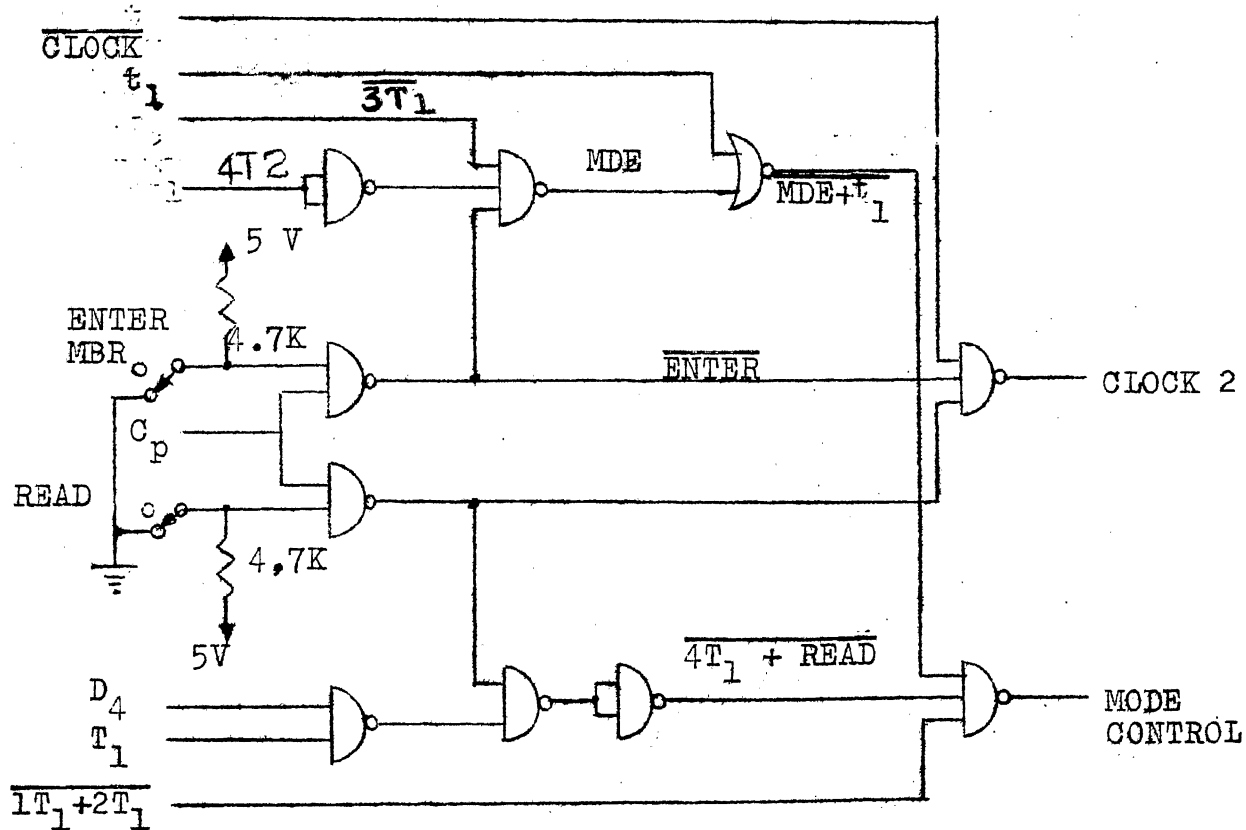 CLOCK
t1
3T1
4T2
MDE
MDE+t1
5 V
4.7K
ENTER
MBR
ENTER
CLOCK 2
Cp
READ
4,7K
5V
4T1 + READ
D4
T1
MODE
CONTROL
1T1+2T1